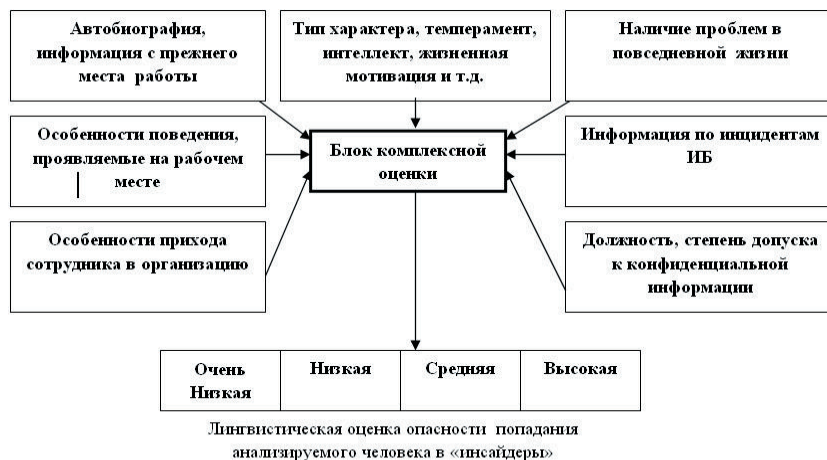 Автобиография,
информация с прежнего
места работы
Тип характера, темперамент,
интеллект, жизненная
мотивация и т.д.
Наличие проблем в
повседневной жизни
Особенности поведения,
проявляемые на рабочем
месте
Блок комплексной
оценки
Информация по инцидентам
ИБ
Особенности прихода
сотрудника в организацию
Должность, степень допуска
к конфиденциальной
информации
Очень
Низкая
Низкая
Средняя
Высокая
Лингвистическая оценка опасности попадания
анализируемого человека в «инсайдеры»